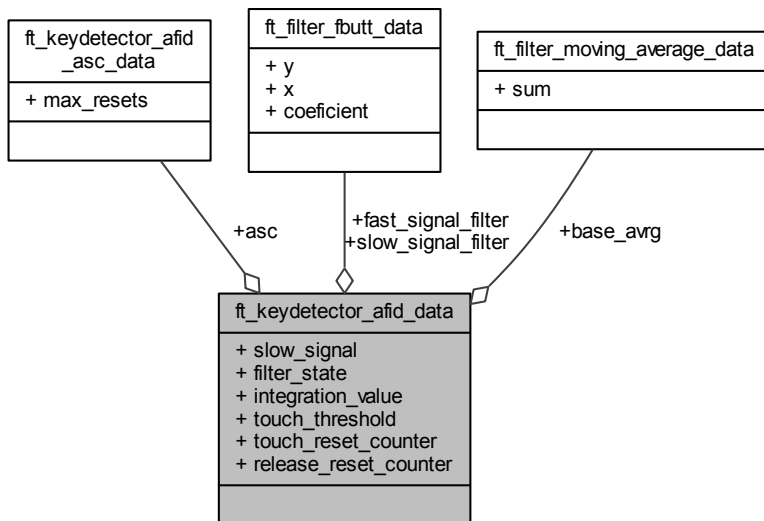 ft_keydetector_afid
_asc_data
+ max_resets
ft_filter_fbutt_data
+ y
+ x
+ coeficient
ft_filter_moving_average_data
+ sum
+asc
+fast_signal_filter
+slow_signal_filter
+base_avrg
ft_keydetector_afid_data
+ slow_signal
+ filter_state
+ integration_value
+ touch_threshold
+ touch_reset_counter
+ release_reset_counter